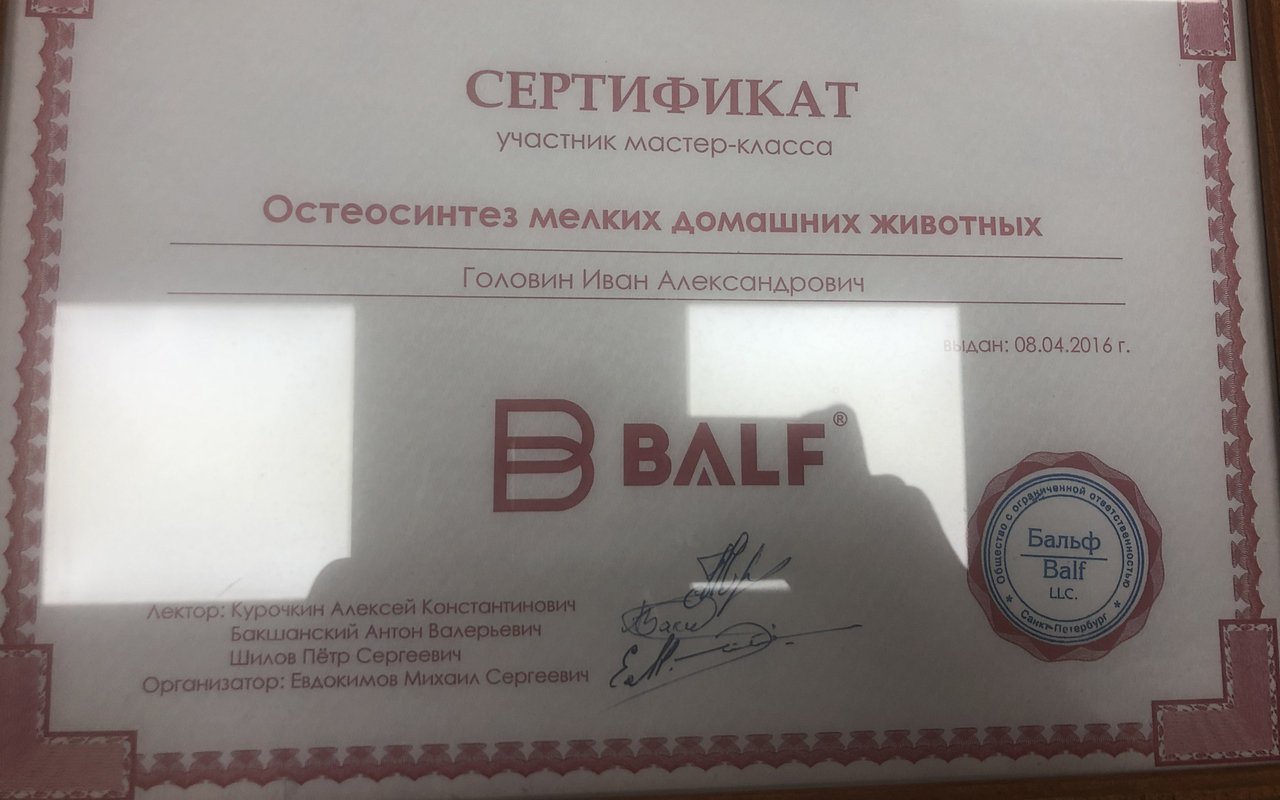 СЕРТИФИКАТ
участник мастер-класса
Остеосинтез мелких домашних животных
Головин Иван Александрович
выдан: 08.04.2016 г.
BALF®
Общество с ограниченной ответственностью
Бальф
Balf
LLC.
* Санкт-Петербург *
Лектор: Курочкин Алексей Константинович
Бакшанский Антон Валерьевич
Шилов Пётр Сергеевич
Организатор: Евдокимов Михаил Сергеевич